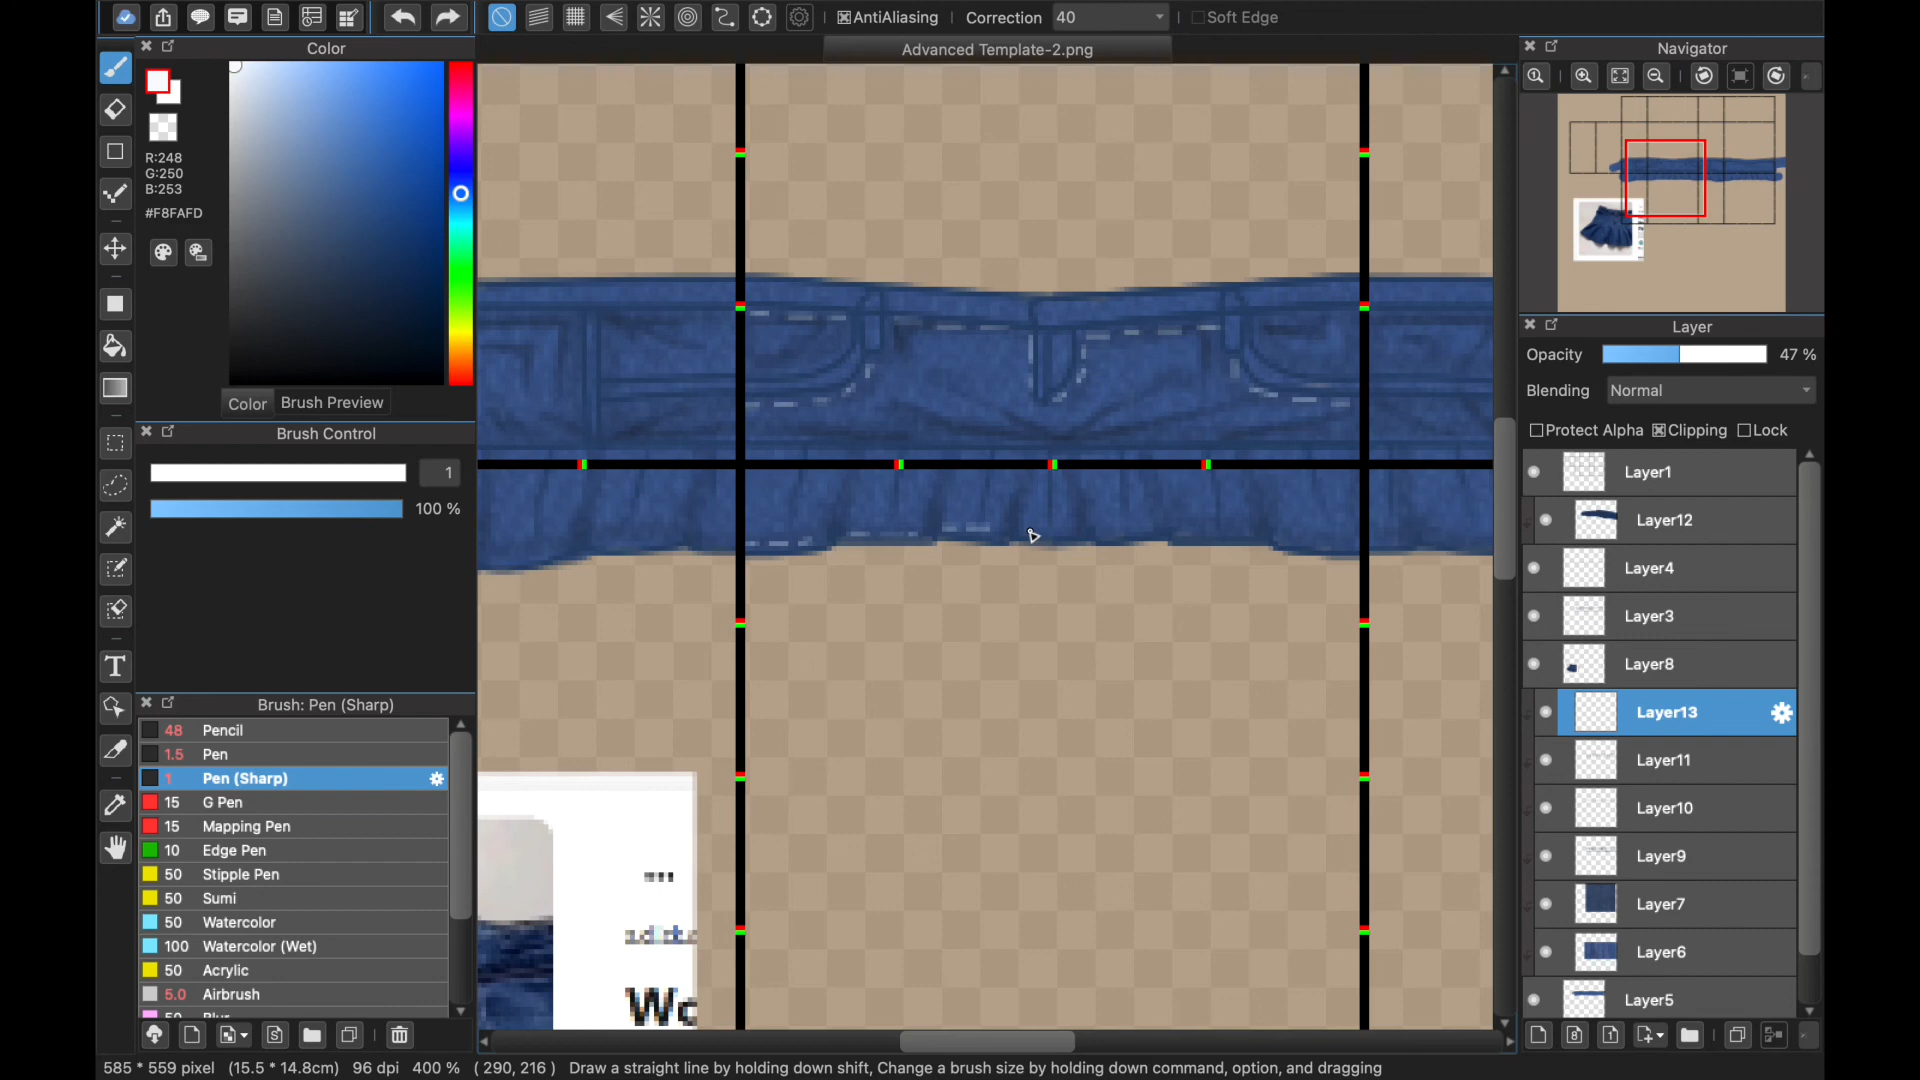 AntiAliasing Correction 40 Soft Edge
Color
Advanced Template-2.png
Navigator
R:248
G:250
B:253
#F8FAFD
Color Brush Preview
Brush Control
1
100 %
Brush: Pen (Sharp)
48 Pencil
1.5 Pen
1 Pen (Sharp)
15 G Pen
15 Mapping Pen
10 Edge Pen
50 Stipple Pen
50 Sumi
50 Watercolor
100 Watercolor (Wet)
50 Acrylic
5.0 Airbrush
50 Blur
Wo
Layer
Opacity 47 %
Blending Normal
Protect Alpha Clipping Lock
Layer1
Layer12
Layer4
Layer3
Layer8
Layer13
Layer11
Layer10
Layer9
Layer7
Layer6
Layer5
585 * 559 pixel (15.5 * 14.8cm) 96 dpi 400 % ( 290, 216 ) Draw a straight line by holding down shift, Change a brush size by holding down command, option, and dragging